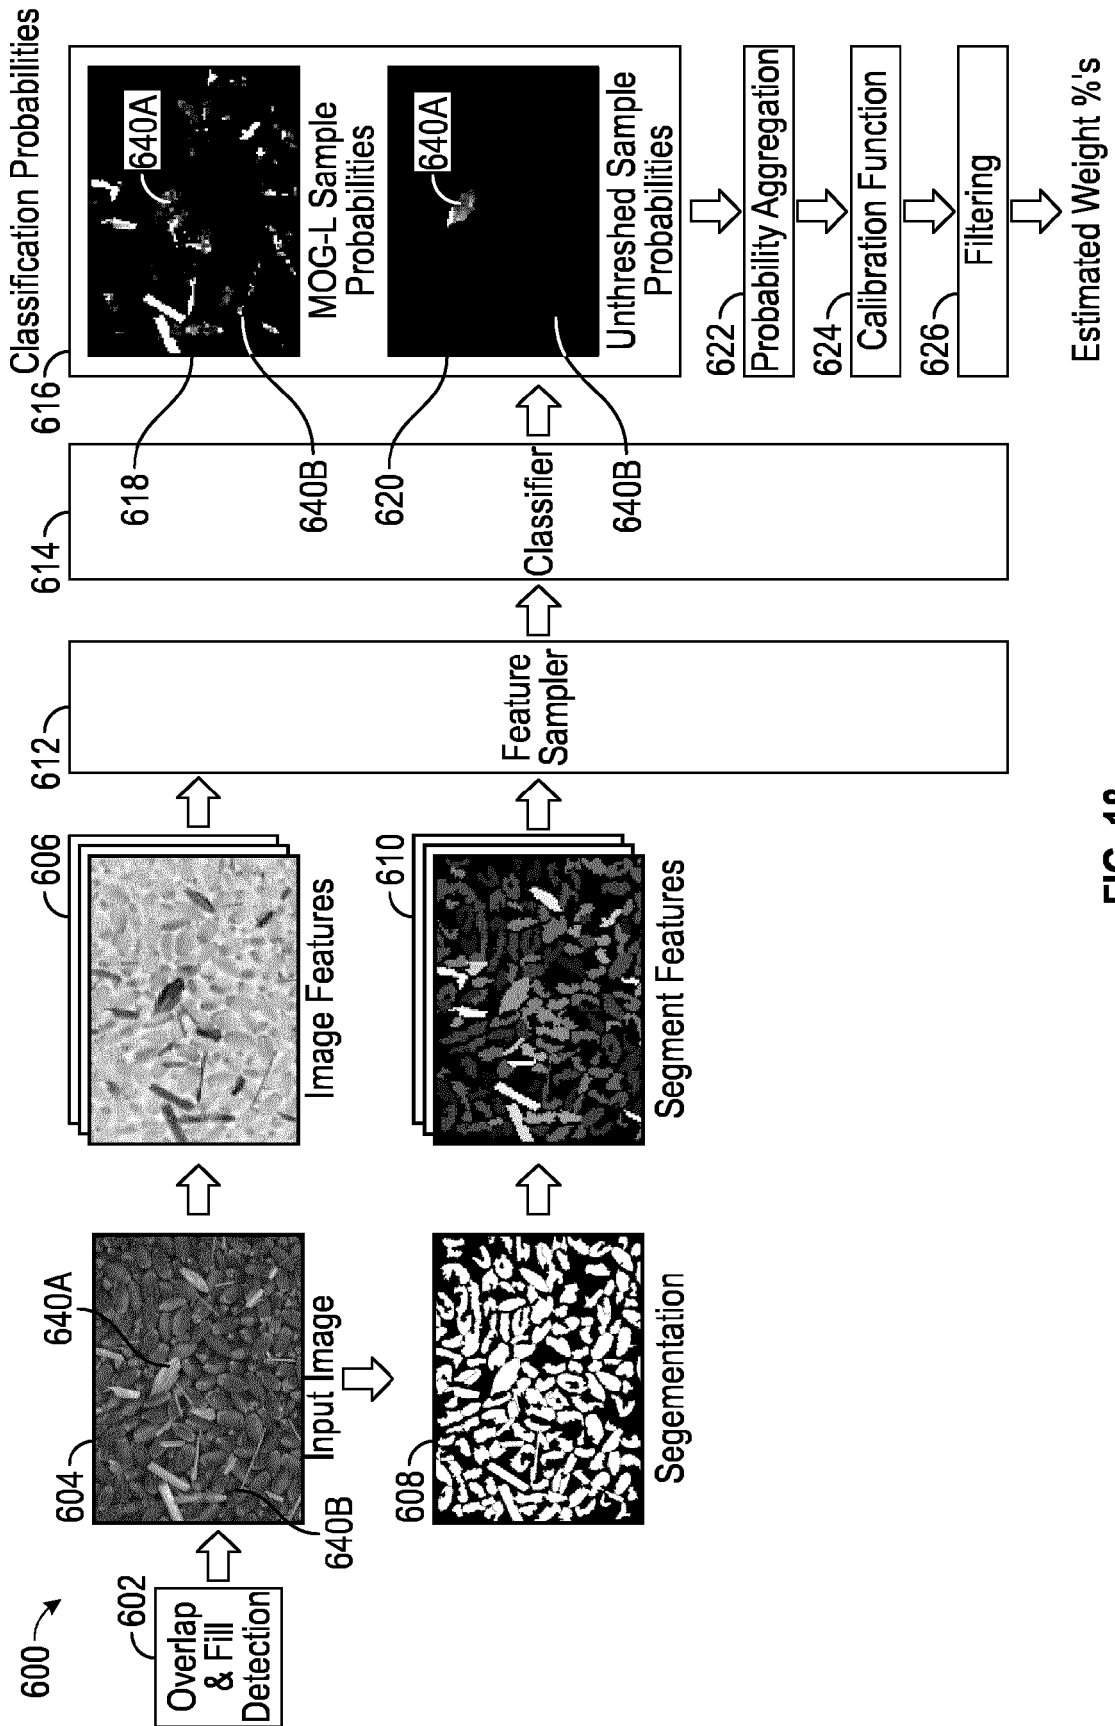 600
602
Overlap
& Fill
Detection
604
640A
640B
Input Image
606
Image Features
608
Segementation
610
Segment Features
612
Feature
Sampler
614
Classifier
616
Classification Probabilities
618
640A
640B
MOG-L Sample
Probabilities
620
640A
640B
Unthreshed Sample
Probabilities
622
Probability Aggregation
624
Calibration Function
626
Filtering
Estimated Weight %'s